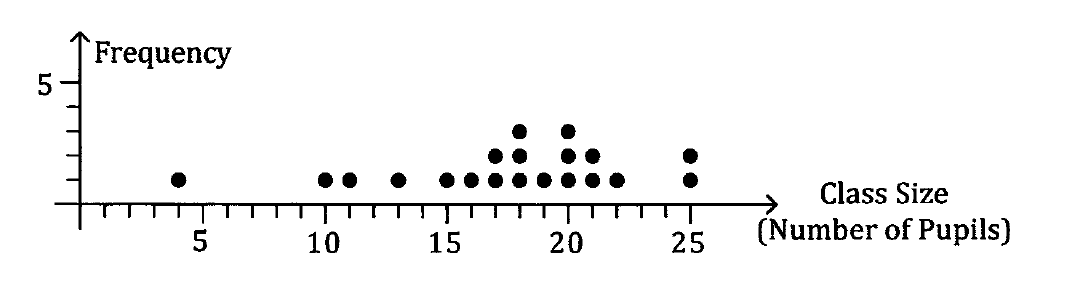 Frequency
5
5 10 15 20 25
Class Size
(Number of Pupils)